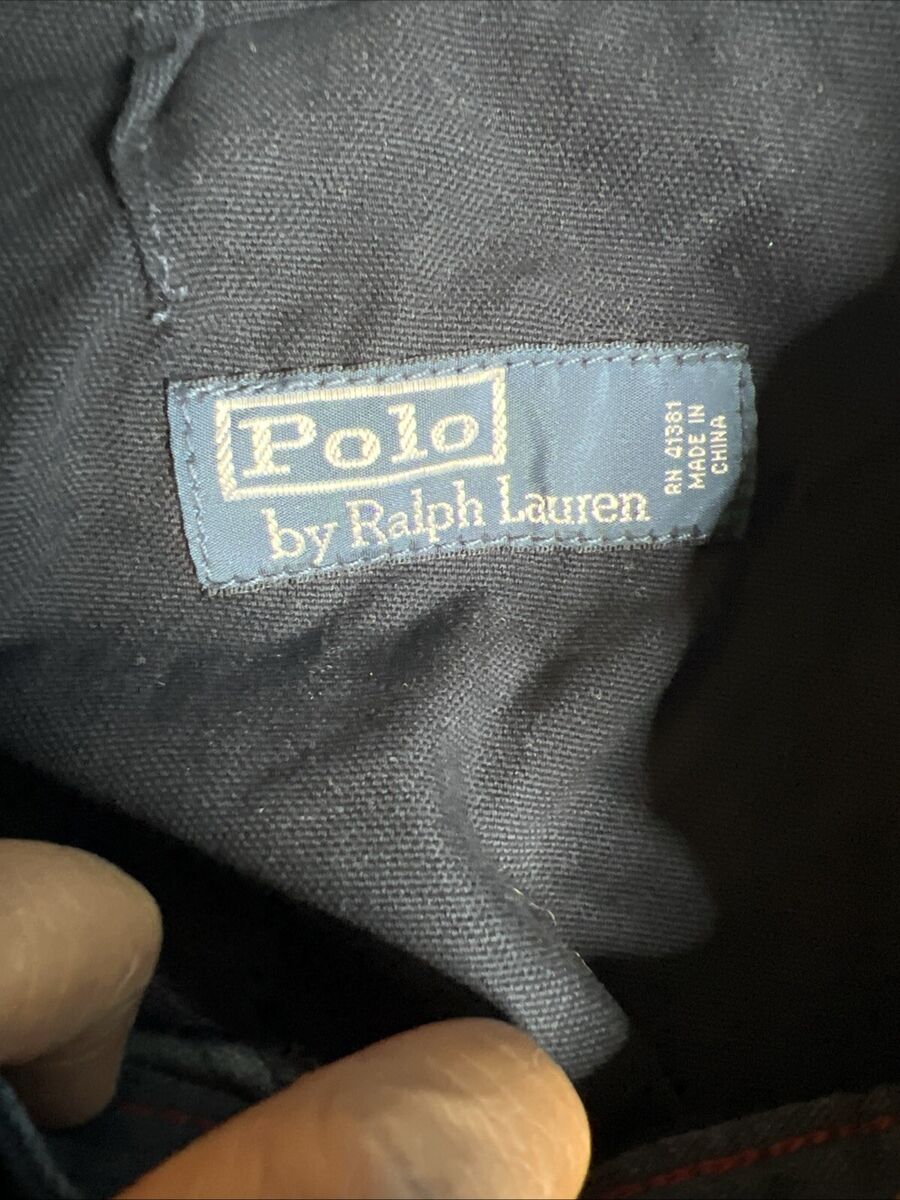 Polo
by Ralph Lauren
RN 41381
MADE IN
CHINA